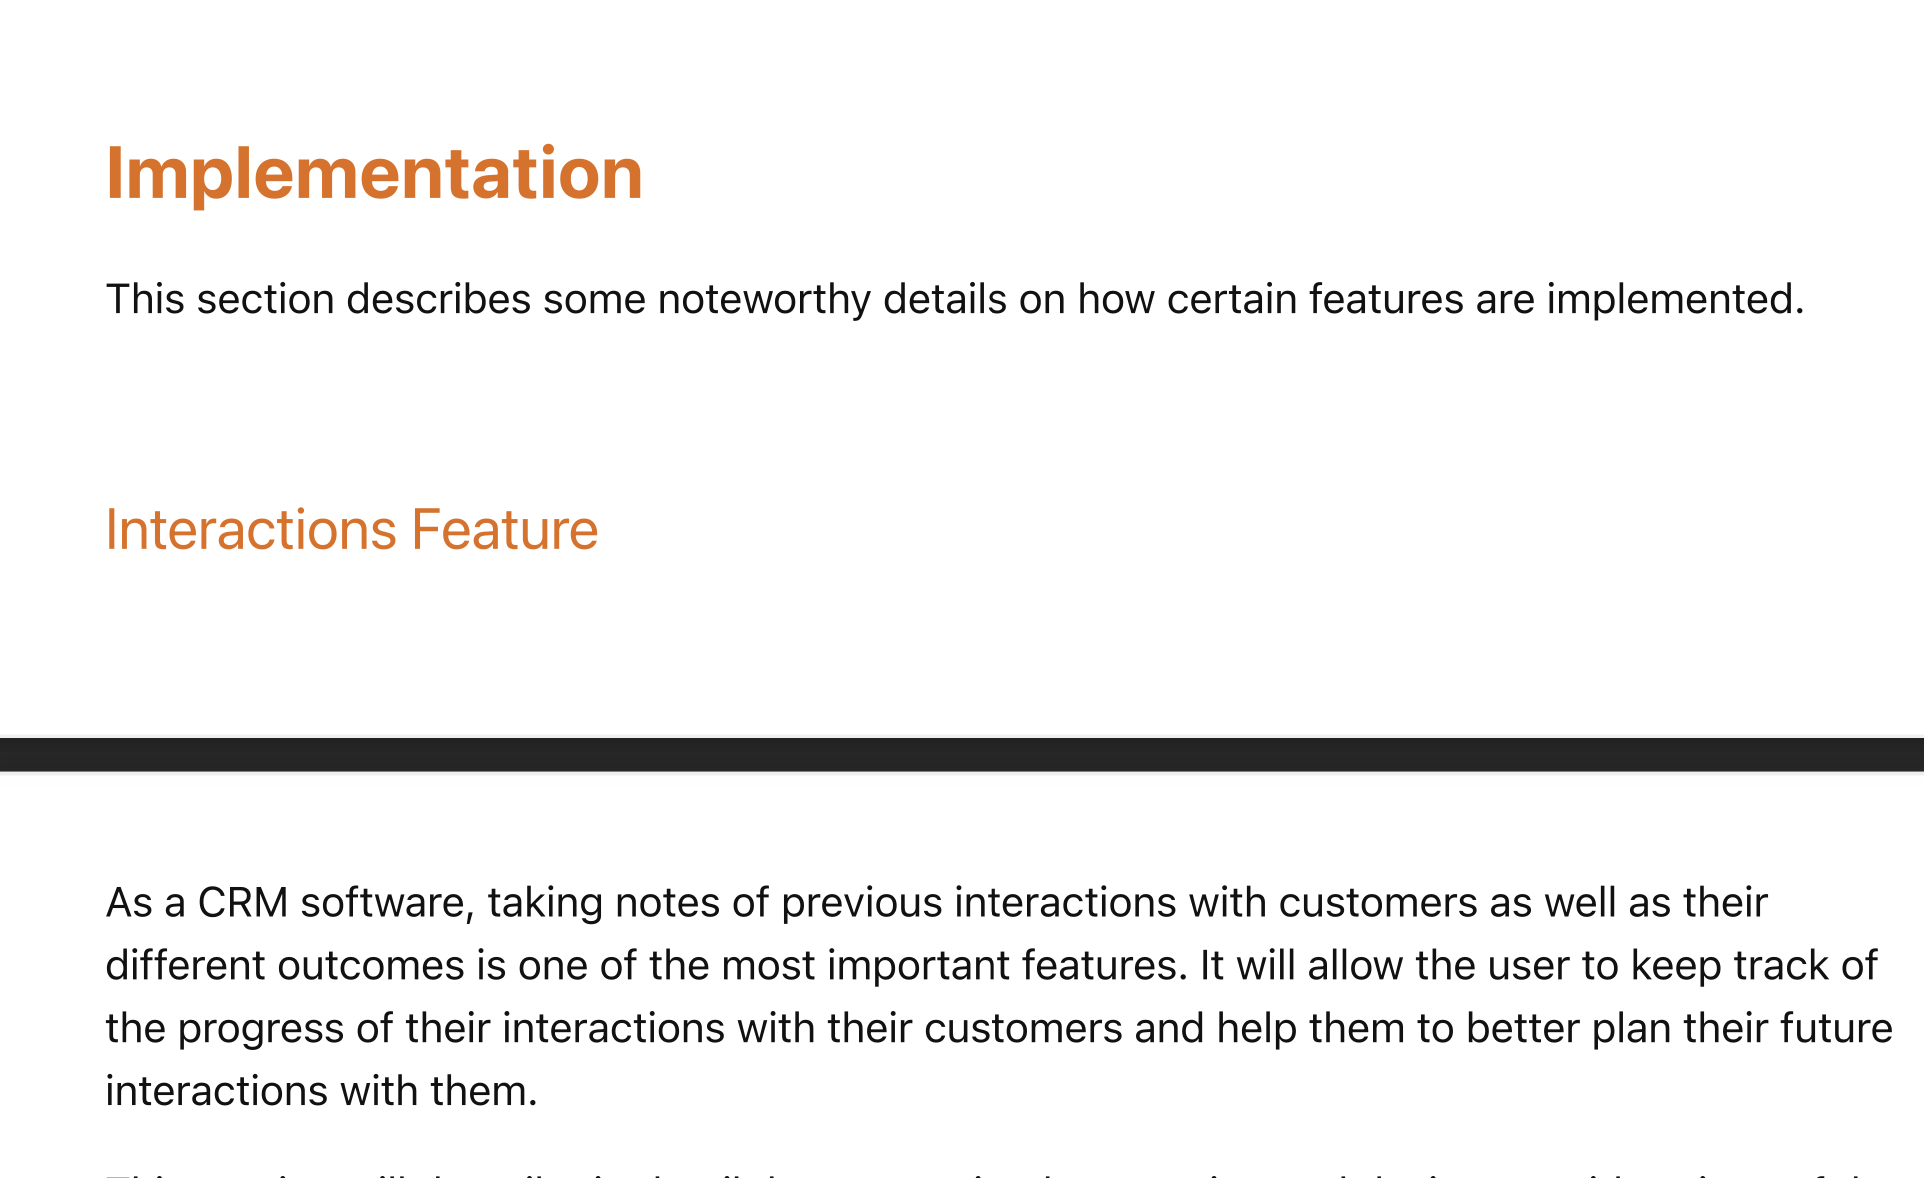 Implementation
This section describes some noteworthy details on how certain features are implemented.
Interactions Feature
As a CRM software, taking notes of previous interactions with customers as well as their
different outcomes is one of the most important features. It will allow the user to keep track of
the progress of their interactions with their customers and help them to better plan their future
interactions with them.